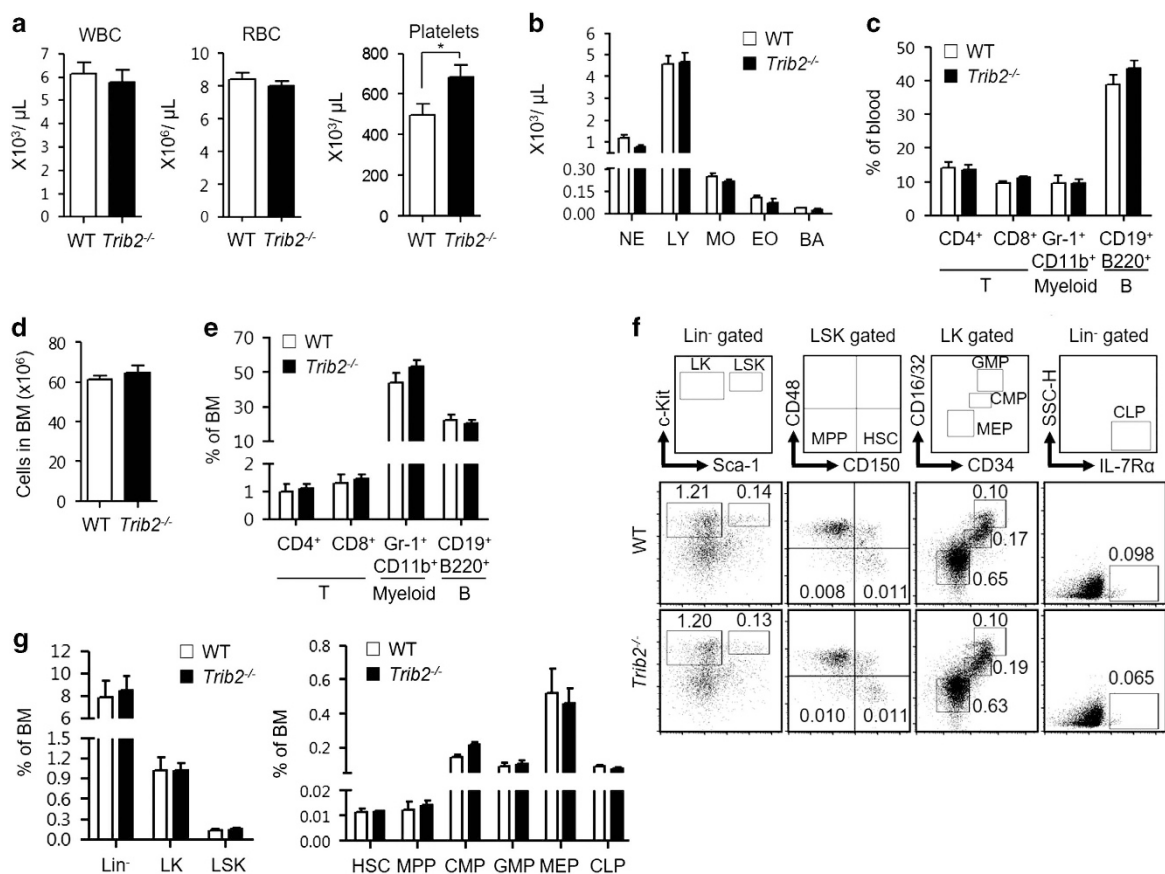 a
WBC
X10³/ µL
7
6
5
4
3
2
1
0
WT Trib2⁻/⁻
RBC
X10⁶/ µL
10
8
6
4
2
0
WT Trib2⁻/⁻
Platelets
*
X10³/ µL
800
600
400
200
0
WT Trib2⁻/⁻
b
WT
Trib2⁻/⁻
X10³/ µL
6
5
4
3
2
1
0.30
0.15
0.00
NE LY MO EO BA
c
WT
Trib2⁻/⁻
% of blood
50
40
30
20
10
0
CD4⁺ CD8⁺ Gr-1⁺ CD19⁺
CD11b⁺ B220⁺
T Myeloid B
d
Cells in BM (x10⁶)
80
60
40
20
0
WT Trib2⁻/⁻
e
WT
Trib2⁻/⁻
% of BM
70
50
30
10
2
1
0
CD4⁺ CD8⁺ Gr-1⁺ CD19⁺
CD11b⁺ B220⁺
T Myeloid B
f
Lin⁻ gated LSK gated LK gated Lin⁻ gated
c-Kit
LK LSK
Sca-1
CD48
MPP HSC
CD150
CD16/32
GMP
CMP
MEP
CD34
SSC-H
CLP
IL-7Rα
WT
1.21 0.14
0.008 0.011
0.10
0.17
0.65
0.098
Trib2⁻/⁻
1.20 0.13
0.010 0.011
0.10
0.19
0.63
0.065
g
WT
Trib2⁻/⁻
% of BM
12
10
8
6
1.2
0.9
0.6
0.3
0.0
Lin⁻ LK LSK
WT
Trib2⁻/⁻
% of BM
0.8
0.6
0.4
0.2
0.02
0.01
0.00
HSC MPP CMP GMP MEP CLP